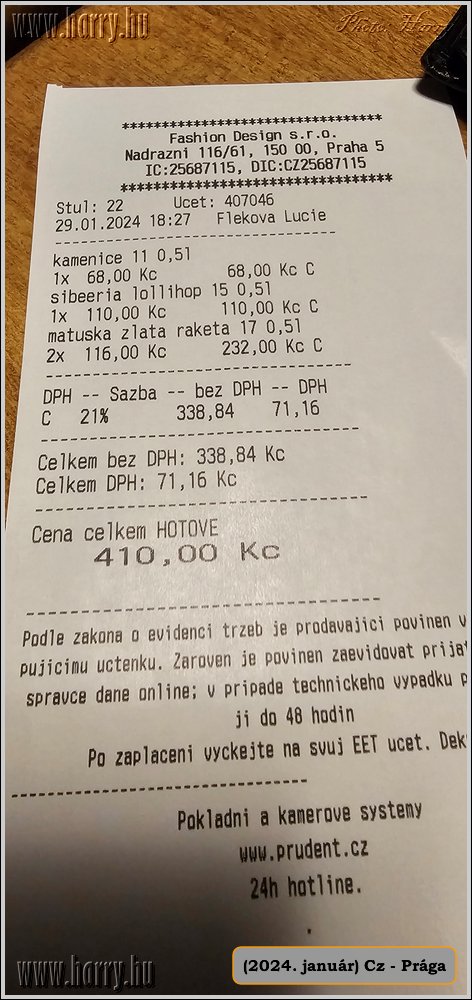 www.harry.hu
Photo: Harry
********************************
Fashion Design s.r.o.
Nadrazni 116/61, 150 00, Praha 5
IC:25687115, DIC:CZ25687115
********************************
Stul: 22 Ucet: 407046
29.01.2024 18:27 Flekova Lucie
--------------------------------
kamenice 11 0,5l
1x 68,00 Kc 68,00 Kc C
sibeeria lollihop 15 0,5l
1x 110,00 Kc 110,00 Kc C
matuska zlata raketa 17 0,5l
2x 116,00 Kc 232,00 Kc C
--------------------------------
DPH -- Sazba -- bez DPH -- DPH
C 21% 338,84 71,16
--------------------------------
Celkem bez DPH: 338,84 Kc
Celkem DPH: 71,16 Kc
--------------------------------
Cena celkem HOTOVE
410,00 Kc
--------------------------------
Podle zakona o evidenci trzeb je prodavajici povinen v
pujicimu uctenku. Zaroven je povinen zaevidovat prija
spravce dane online; v pripade technickeho vypadku p
ji do 48 hodin
Po zaplaceni vyckejte na svuj EET ucet. Dek
--------------------------------
Pokladni a kamerove systemy
www.prudent.cz
24h hotline.
.
www.harry.hu
(2024. január) Cz - Prága